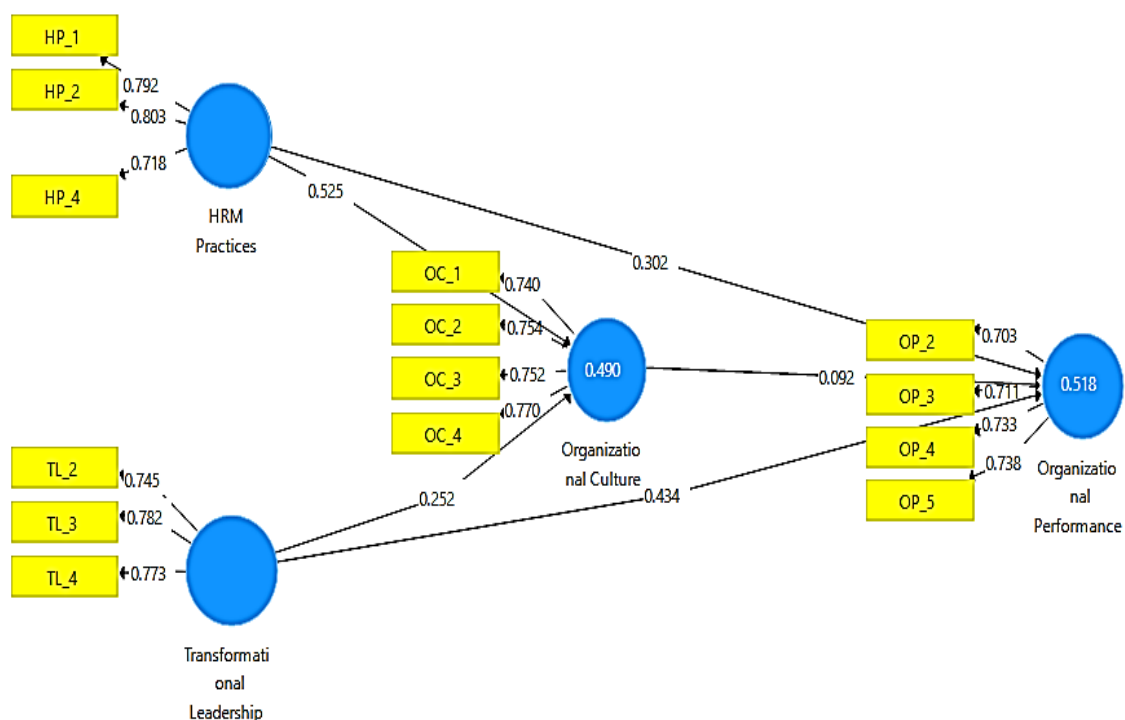 HP_1
0.792
HP_2
0.803
0.718
HP_4
HRM
Practices
0.525
0.302
OC_1
0.740
OC_2
0.754
OC_3
0.752
OC_4
0.770
0.490
Organizatio
nal Culture
0.092
OP_2
0.703
OP_3
0.711
OP_4
0.733
OP_5
0.738
0.518
Organizatio
nal
Performance
TL_2
0.745
TL_3
0.782
TL_4
0.773
0.252
0.434
Transformati
onal
Leadership